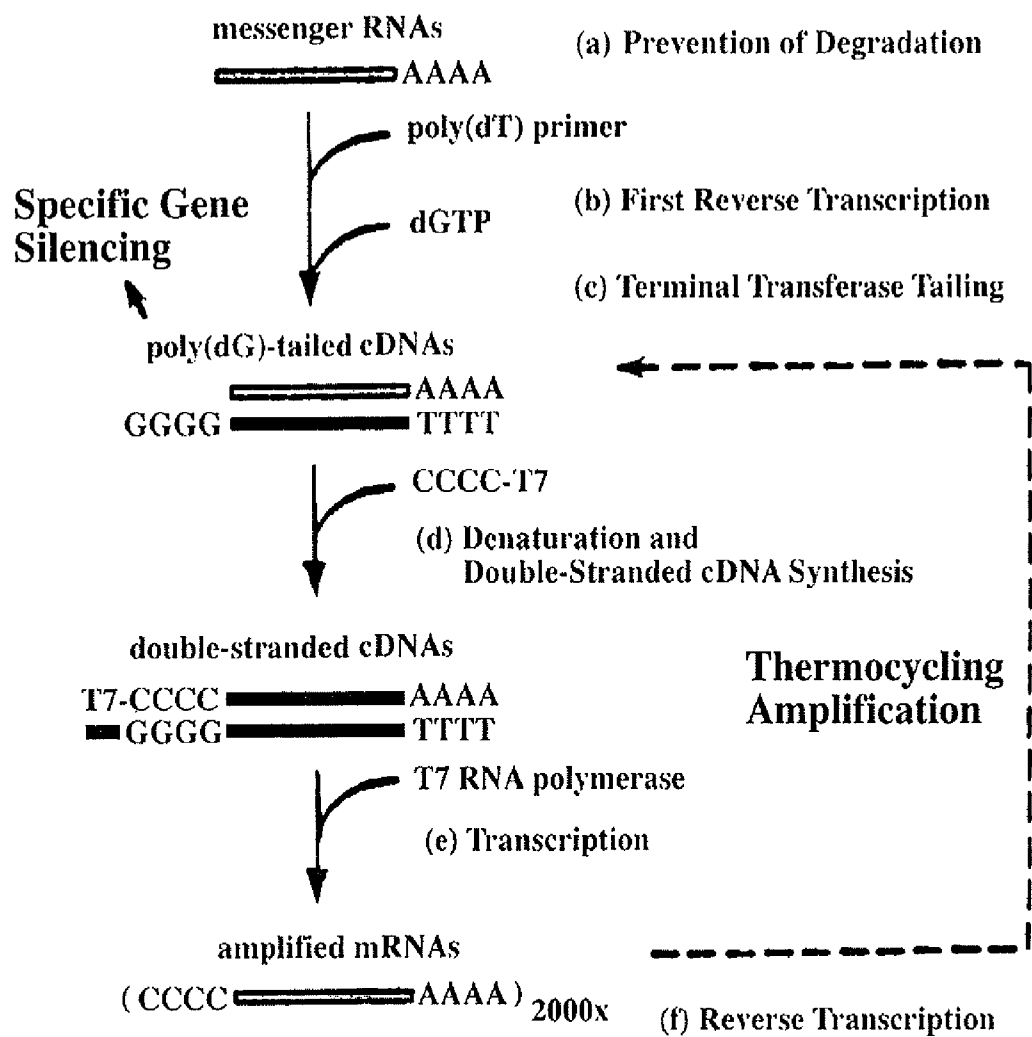 messenger RNAs
(a) Prevention of Degradation
AAAA
poly(dT) primer
Specific Gene
Silencing
(b) First Reverse Transcription
dGTP
(c) Terminal Transferase Tailing
poly(dG)-tailed cDNAs
AAAA
GGGG TTTT
CCCC-T7
(d) Denaturation and
Double-Stranded cDNA Synthesis
double-stranded cDNAs
T7-CCCC AAAA
GGGG TTTT
Thermocycling
Amplification
T7 RNA polymerase
(e) Transcription
amplified mRNAs
(CCCC AAAA) 2000x
(f) Reverse Transcription